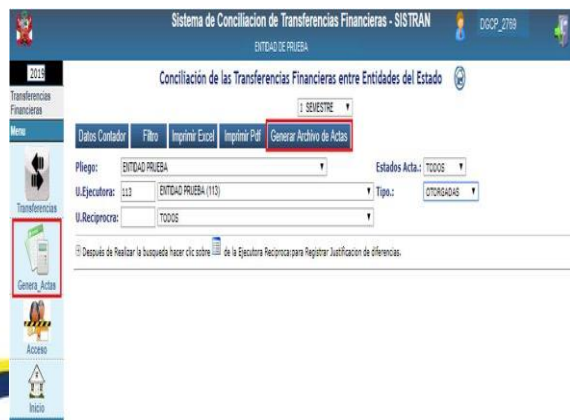 Sistema de Conciliacion de Transferencias Financieras - SISTRAN
DGCP_2769
ENTIDAD DE PRUEBA
2019
Transferencias
Financieras
Menu
Transferencias
Genera_Actas
Acceso
Inicio
Conciliación de las Transferencias Financieras entre Entidades del Estado
I SEMESTRE
Datos Contador Filtro Imprimir Excel Imprimir Pdf Generar Archivo de Actas
Pliego: ENTIDAD PRUEBA Estados Acta.: TODOS
U.Ejecutora: 113 ENTIDAD PRUEBA (113) Tipo.: OTORGADAS
U.Reciprocra: TODOS
Después de Realizar la busqueda hacer clic sobre de la Ejecutora Reciproca:para Registrar Justificacion de diferencias.